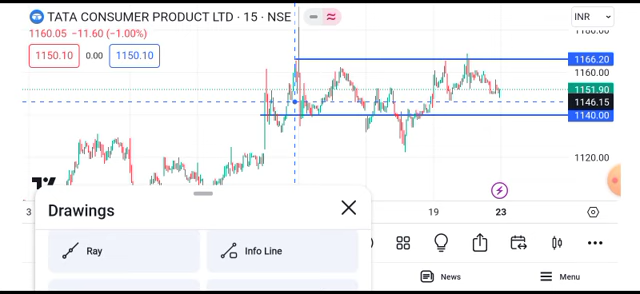 TATA CONSUMER PRODUCT LTD · 15 · NSE
INR
1160.05 −11.60 (−1.00%)
1150.10 0.00 1150.10
1166.20
1160.00
1151.90
1146.15
1140.00
1120.00
3
19
23
Drawings
Ray
Info Line
News
Menu